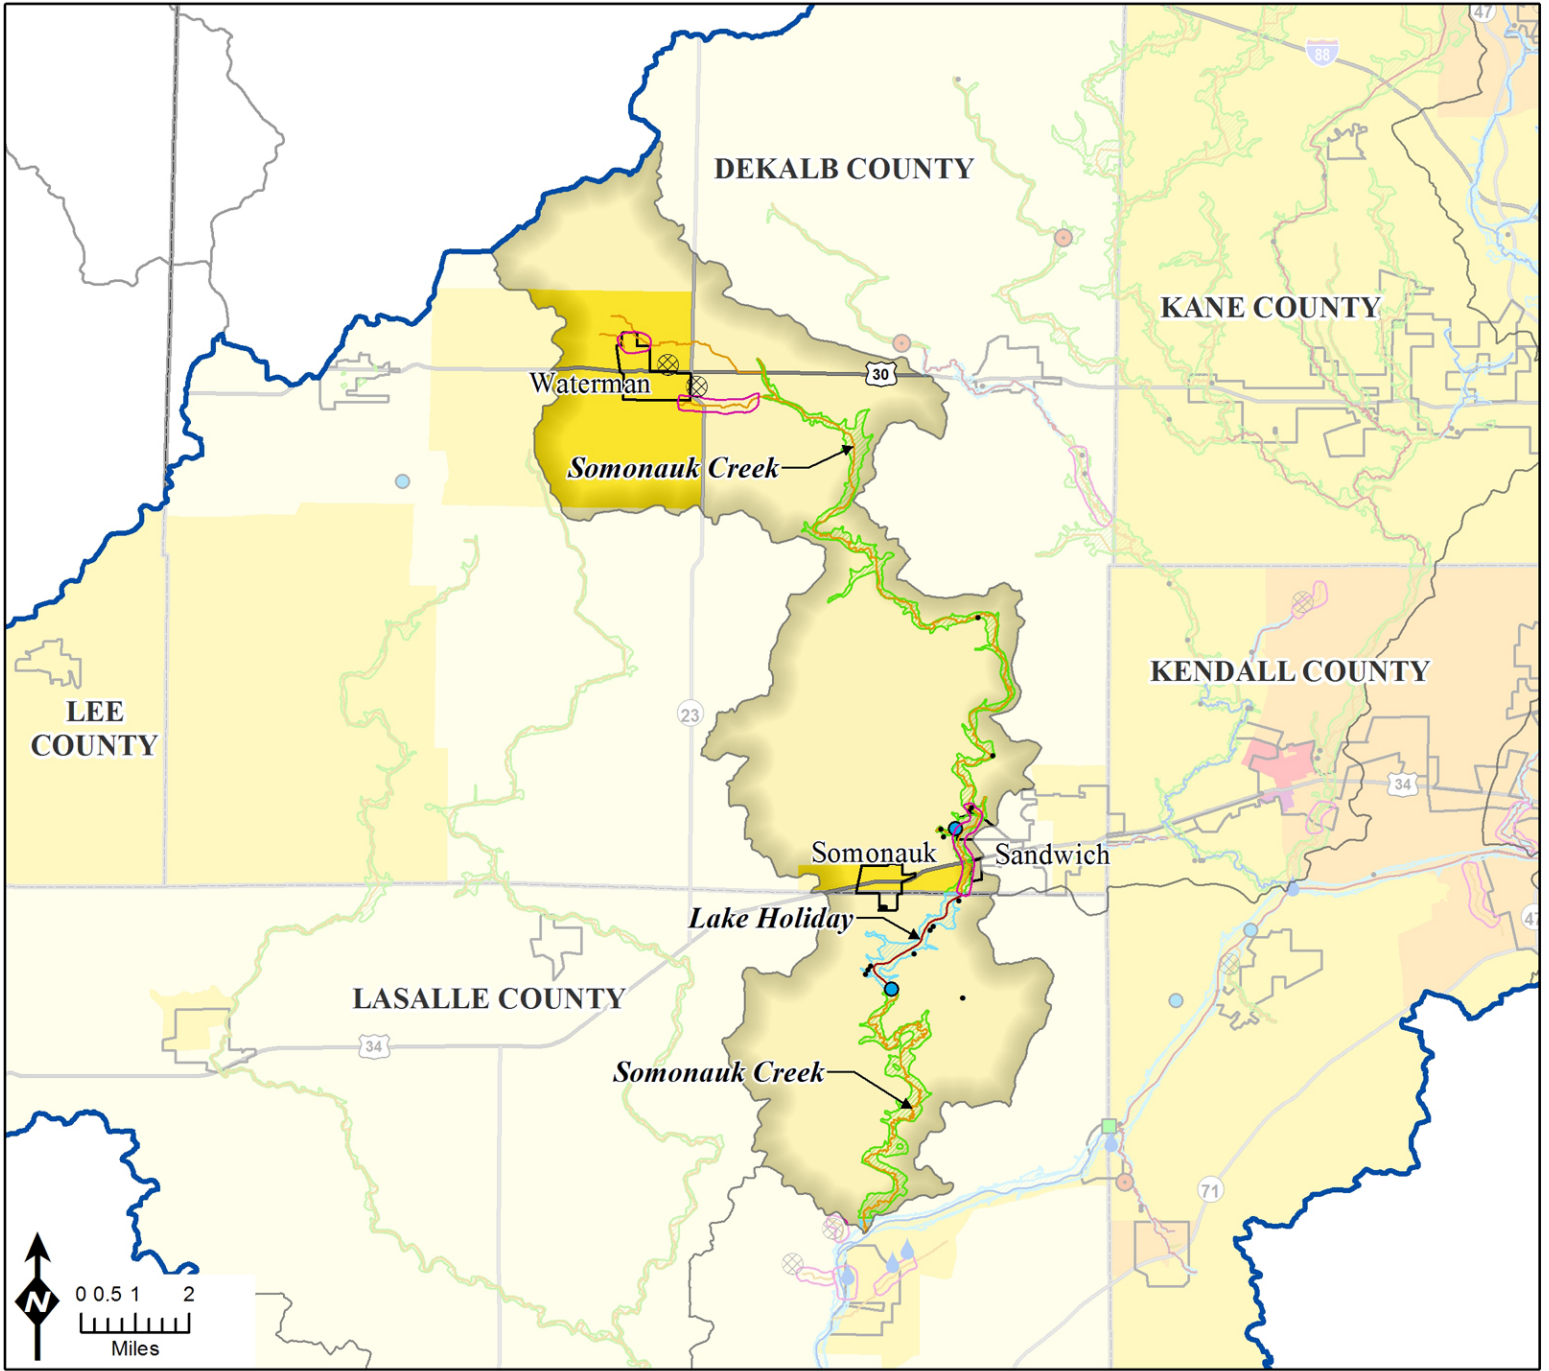 47
88
DEKALB COUNTY
KANE COUNTY
30
Waterman
Somonauk Creek
KENDALL COUNTY
LEE
COUNTY
23
34
Somonauk
Sandwich
Lake Holiday
47
LASALLE COUNTY
34
Somonauk Creek
71
N
0 0.5 1 2
Miles